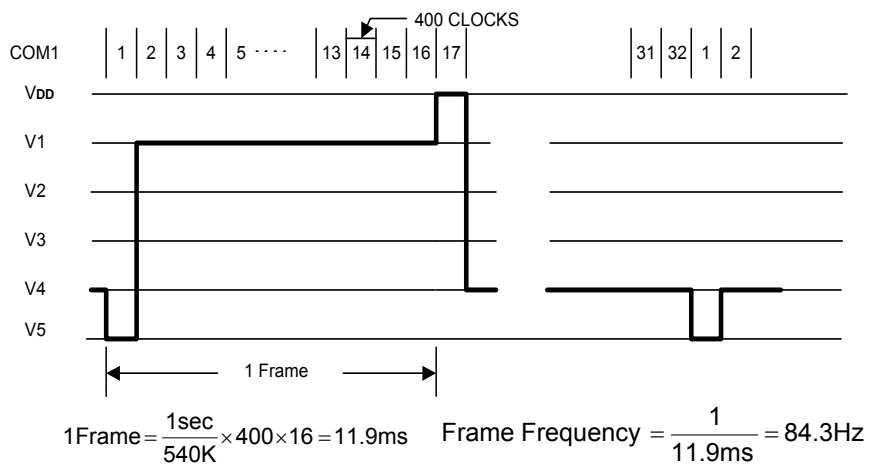 400 CLOCKS
COM1 1 2 3 4 5 ···· 13 14 15 16 17 31 32 1 2
VDD
V1
V2
V3
V4
V5
1 Frame
1Frame = 1sec/540K × 400 × 16 = 11.9ms Frame Frequency = 1/11.9ms = 84.3Hz